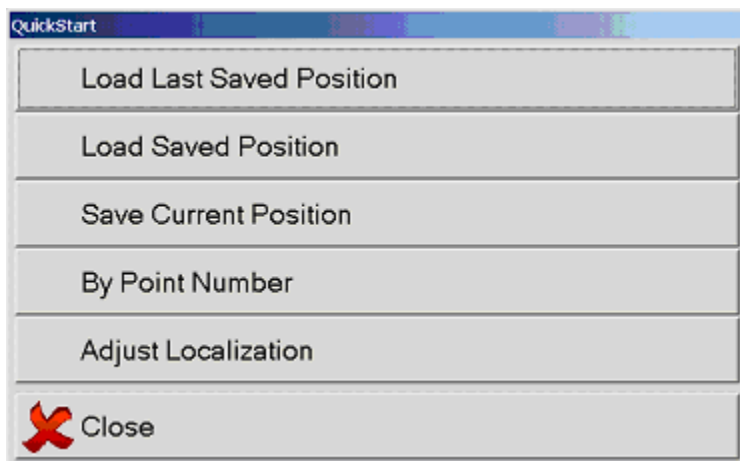 QuickStart
Load Last Saved Position
Load Saved Position
Save Current Position
By Point Number
Adjust Localization
Close